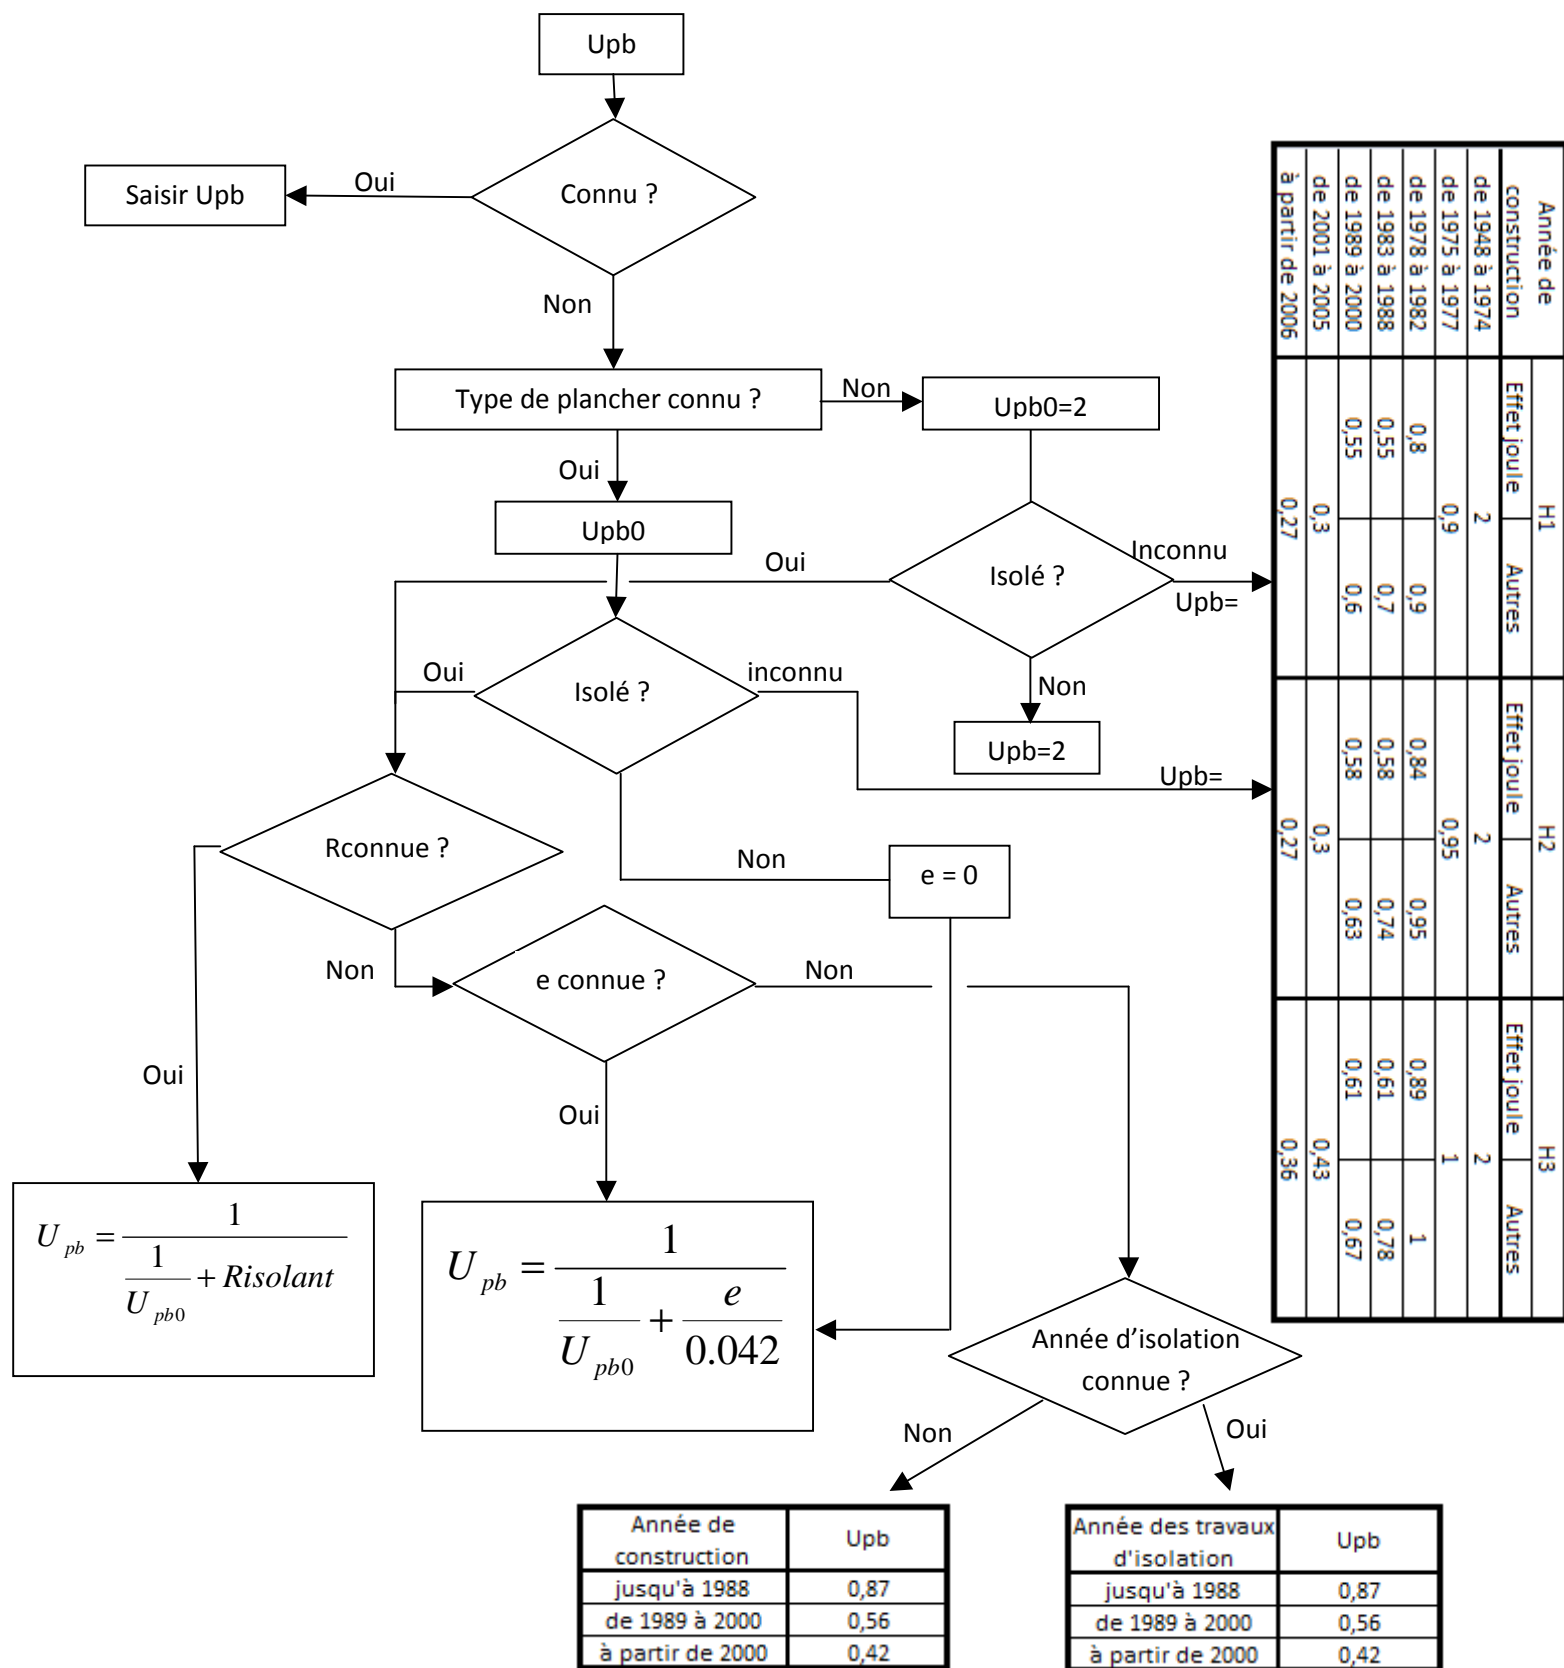 Upb
Connu ?
Oui
Saisir Upb
Non
Type de plancher connu ?
Non
Upb0=2
Oui
Upb0
Oui
Isolé ?
Inconnu
Upb=
Non
Upb=2
Oui
Isolé ?
inconnu
Upb=
Non
e = 0
Rconnue ?
Non
e connue ?
Non
Oui
Oui
U pb = 1 / (1 / U pb0 + Risolant)
U pb = 1 / (1 / U pb0 + e / 0.042)
Année d’isolation
connue ?
Non
Oui
Année de construction | H1 | H2 | H3
Effet joule | Autres | Effet joule | Autres | Effet joule | Autres
de 1948 à 1974 | 2 | 2 | 2
de 1975 à 1977 | 0,9 | 0,95 | 1
de 1978 à 1982 | 0,8 | 0,9 | 0,84 | 0,95 | 0,89 | 1
de 1983 à 1988 | 0,55 | 0,7 | 0,58 | 0,74 | 0,61 | 0,78
de 1989 à 2000 | 0,55 | 0,6 | 0,58 | 0,63 | 0,61 | 0,67
de 2001 à 2005 | 0,3 | 0,3 | 0,43
à partir de 2006 | 0,27 | 0,27 | 0,36
Année de construction | Upb
jusqu'à 1988 | 0,87
de 1989 à 2000 | 0,56
à partir de 2000 | 0,42
Année des travaux d'isolation | Upb
jusqu'à 1988 | 0,87
de 1989 à 2000 | 0,56
à partir de 2000 | 0,42